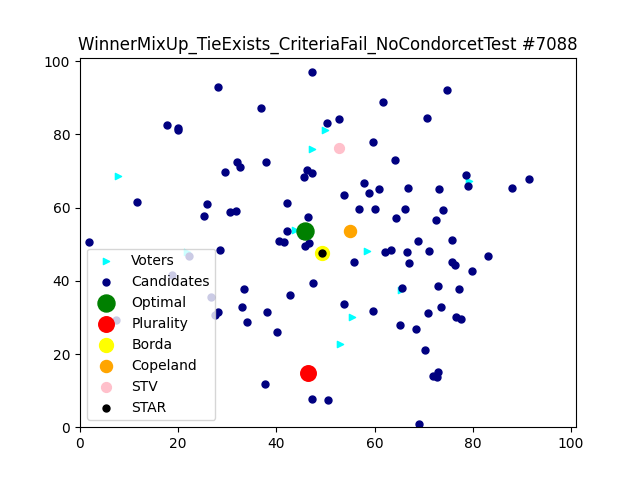 WinnerMixUp_TieExists_CriteriaFail_NoCondorcetTest #7088
100
80
60
40
20
0
Voters
Candidates
Optimal
Plurality
Borda
Copeland
STV
STAR
0 20 40 60 80 100